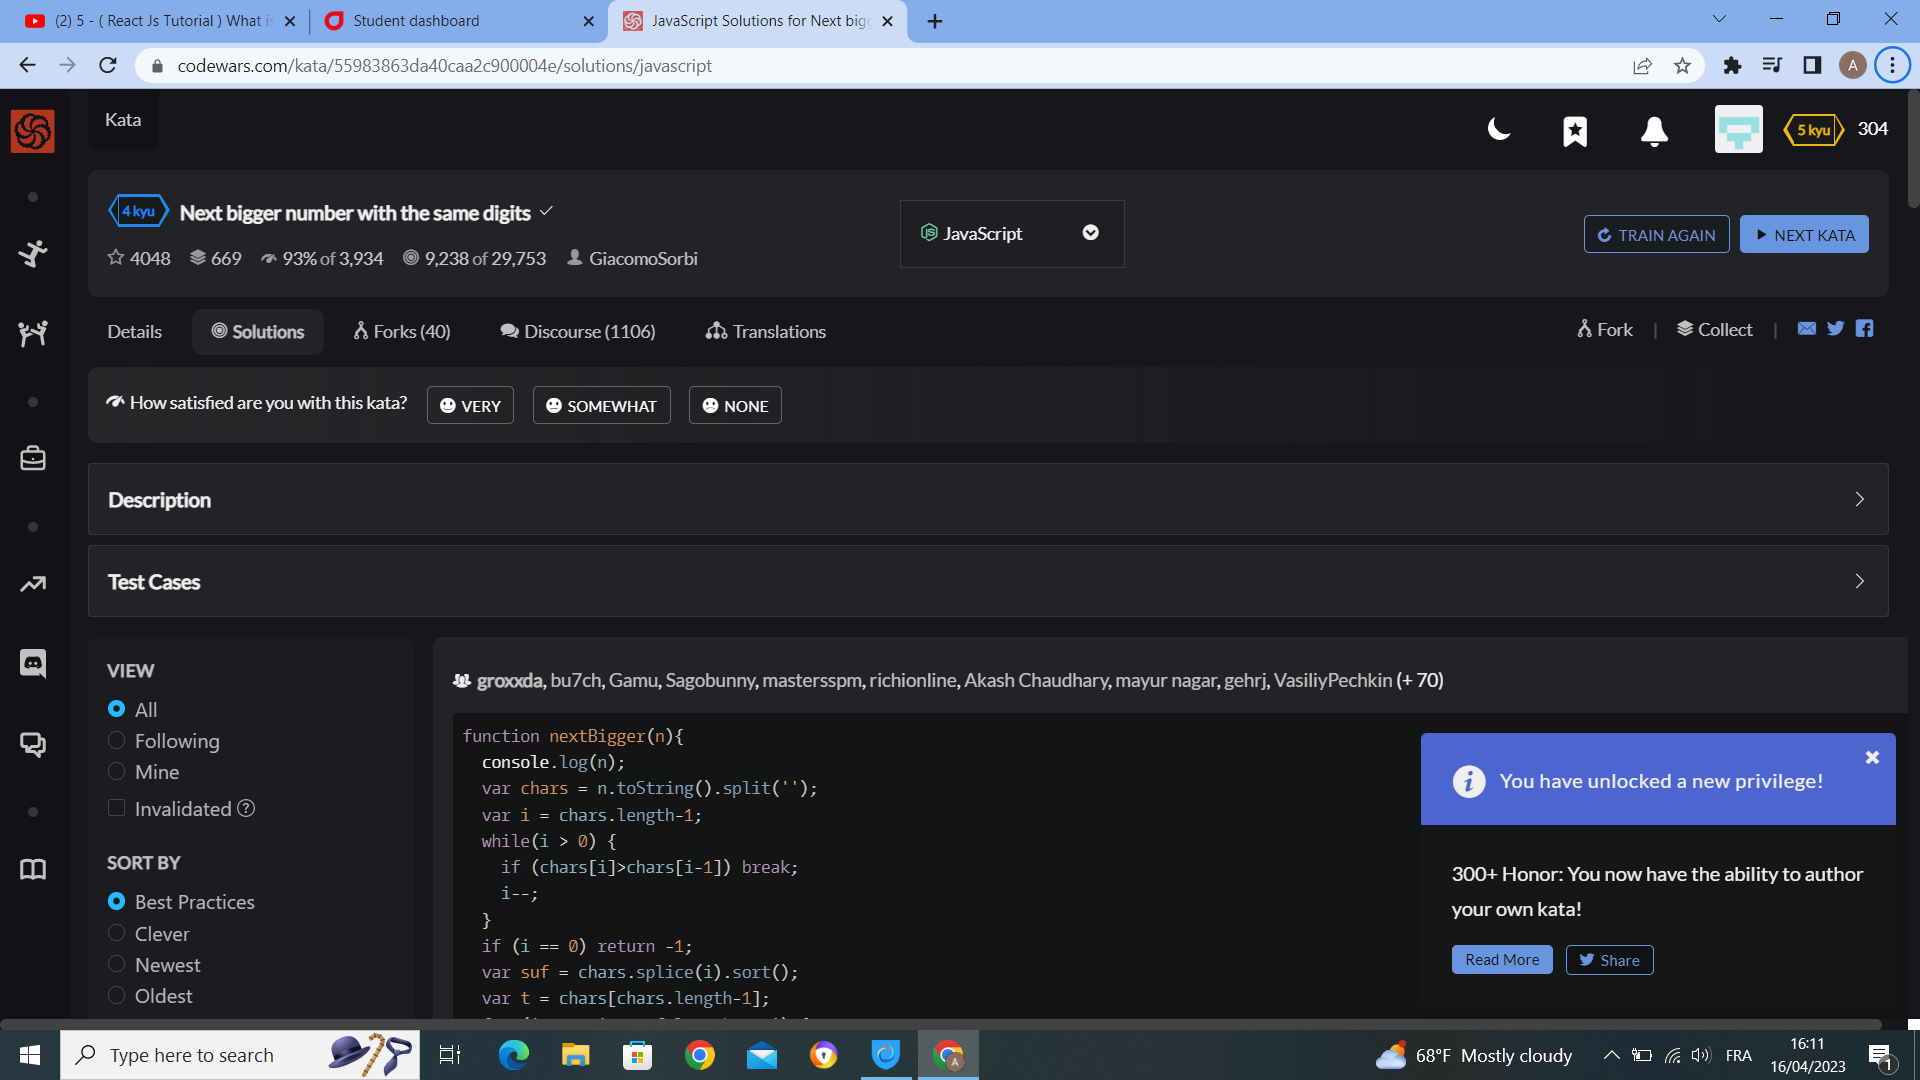 (2) 5 - ( React Js Tutorial ) What is
Student dashboard
JavaScript Solutions for Next bigg
codewars.com/kata/55983863da40caa2c900004e/solutions/javascript
A
Kata
5 kyu
304
4 kyu
Next bigger number with the same digits
JavaScript
TRAIN AGAIN
NEXT KATA
4048
669
93% of 3,934
9,238 of 29,753
GiacomoSorbi
Details
Solutions
Forks (40)
Discourse (1106)
Translations
Fork
|
Collect
|
How satisfied are you with this kata?
VERY
SOMEWHAT
NONE
Description
Test Cases
VIEW
All
Following
Mine
Invalidated
SORT BY
Best Practices
Clever
Newest
Oldest
groxxda, bu7ch, Gamu, Sagobunny, mastersspm, richionline, Akash Chaudhary, mayur nagar, gehrj, VasiliyPechkin (+ 70)
function nextBigger(n){
console.log(n);
var chars = n.toString().split('');
var i = chars.length-1;
while(i > 0) {
if (chars[i]>chars[i-1]) break;
i--;
}
if (i == 0) return -1;
var suf = chars.splice(i).sort();
var t = chars[chars.length-1];
You have unlocked a new privilege!
300+ Honor: You now have the ability to author
your own kata!
Read More
Share
Type here to search
68°F Mostly cloudy
FRA
16:11
16/04/2023
1